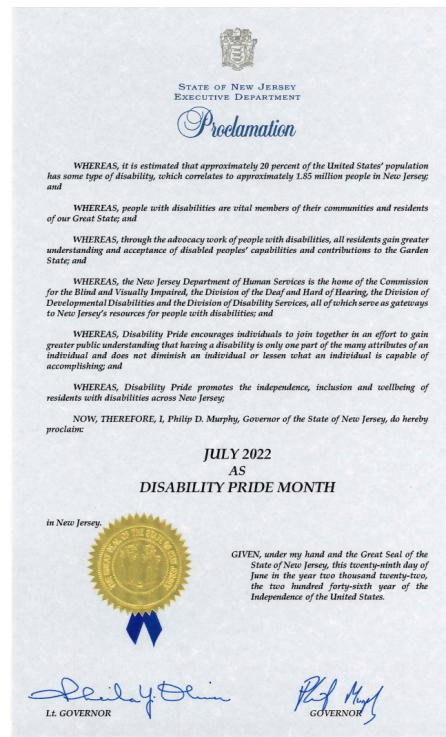 STATE OF NEW JERSEY
EXECUTIVE DEPARTMENT
Proclamation
WHEREAS, it is estimated that approximately 20 percent of the United States' population
has some type of disability, which correlates to approximately 1.85 million people in New Jersey;
and
WHEREAS, people with disabilities are vital members of their communities and residents
of our Great State; and
WHEREAS, through the advocacy work of people with disabilities, all residents gain greater
understanding and acceptance of disabled peoples' capabilities and contributions to the Garden
State; and
WHEREAS, the New Jersey Department of Human Services is the home of the Commission
for the Blind and Visually Impaired, the Division of the Deaf and Hard of Hearing, the Division of
Developmental Disabilities and the Division of Disability Services, all of which serve as gateways
to New Jersey's resources for people with disabilities; and
WHEREAS, Disability Pride encourages individuals to join together in an effort to gain
greater public understanding that having a disability is only one part of the many attributes of an
individual and does not diminish an individual or lessen what an individual is capable of
accomplishing; and
WHEREAS, Disability Pride promotes the independence, inclusion and wellbeing of
residents with disabilities across New Jersey;
NOW, THEREFORE, I, Philip D. Murphy, Governor of the State of New Jersey, do hereby
proclaim:
JULY 2022
AS
DISABILITY PRIDE MONTH
in New Jersey.
GIVEN, under my hand and the Great Seal of the
State of New Jersey, this twenty-ninth day of
June in the year two thousand twenty-two,
the two hundred forty-sixth year of the
Independence of the United States.
Lt. GOVERNOR
GOVERNOR